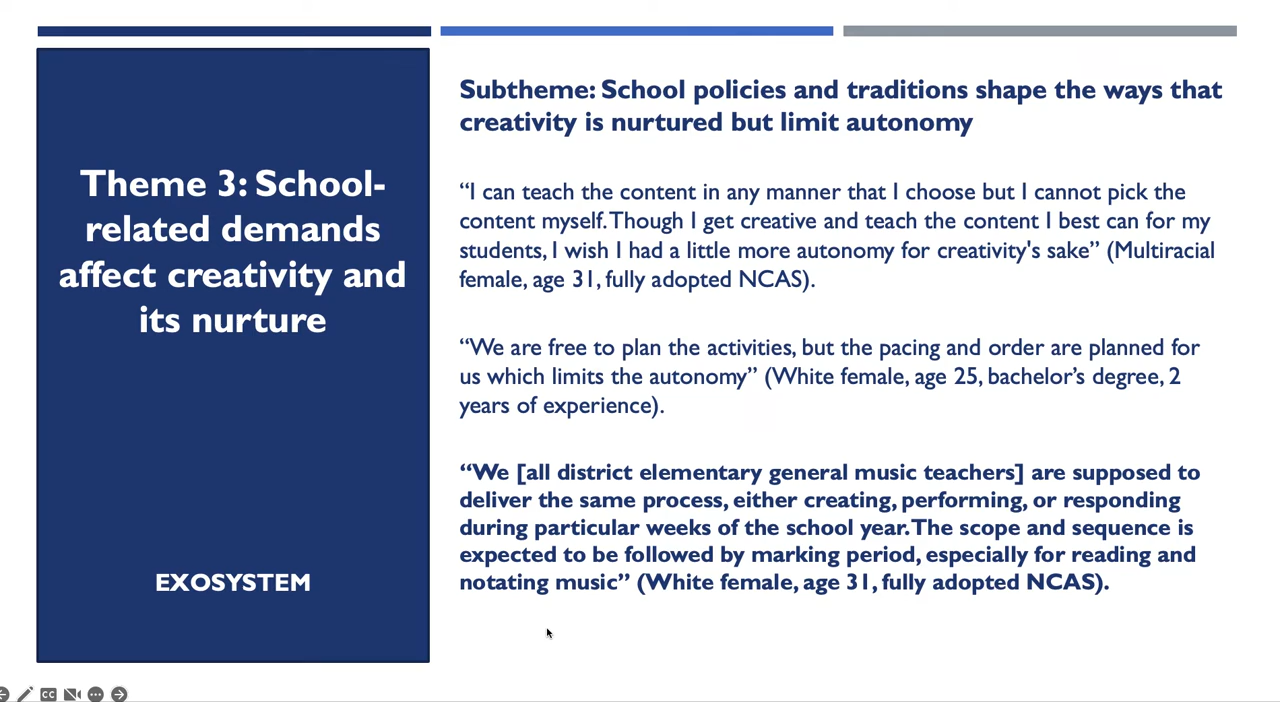 Theme 3: School-
related demands
affect creativity and
its nurture
EXOSYSTEM
Subtheme: School policies and traditions shape the ways that
creativity is nurtured but limit autonomy
“I can teach the content in any manner that I choose but I cannot pick the
content myself. Though I get creative and teach the content I best can for my
students, I wish I had a little more autonomy for creativity's sake” (Multiracial
female, age 31, fully adopted NCAS).
“We are free to plan the activities, but the pacing and order are planned for
us which limits the autonomy” (White female, age 25, bachelor’s degree, 2
years of experience).
“We [all district elementary general music teachers] are supposed to
deliver the same process, either creating, performing, or responding
during particular weeks of the school year. The scope and sequence is
expected to be followed by marking period, especially for reading and
notating music” (White female, age 31, fully adopted NCAS).
CC